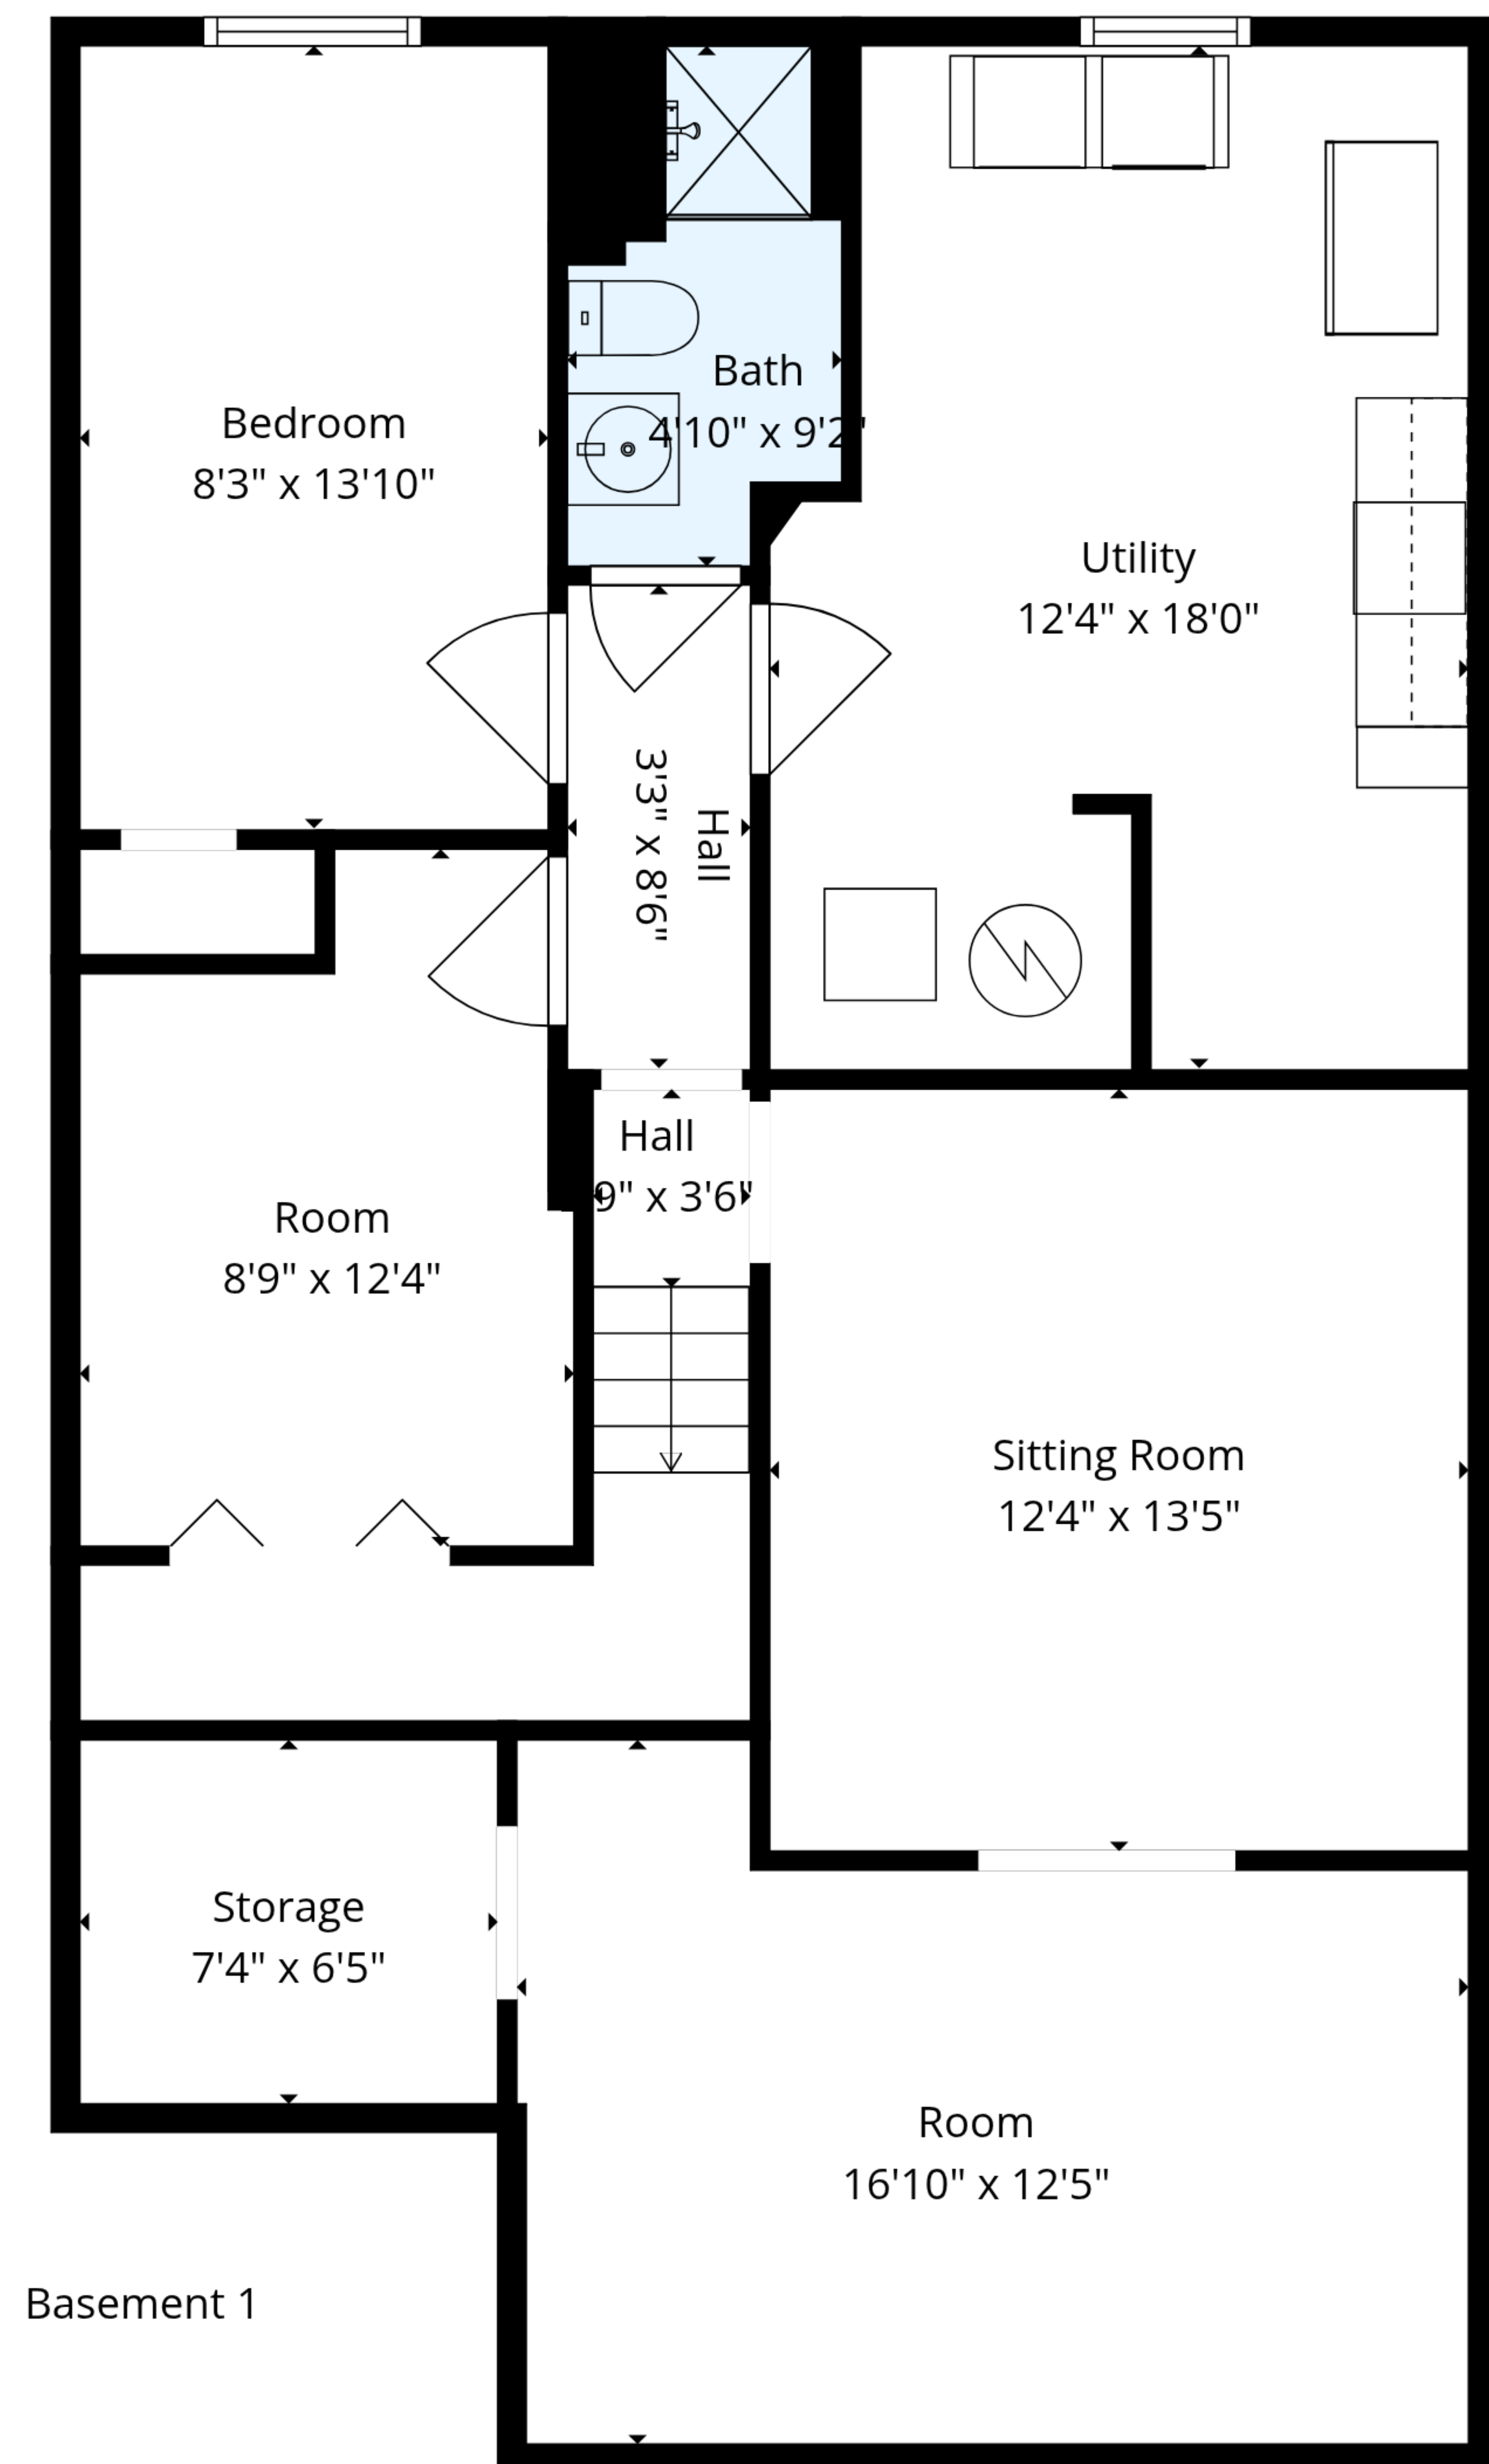 Bedroom
8'3" x 13'10"
Bath
4'10" x 9'2"
Utility
12'4" x 18'0"
Hall
3'3" x 8'6"
Hall
9" x 3'6"
Room
8'9" x 12'4"
Sitting Room
12'4" x 13'5"
Storage
7'4" x 6'5"
Room
16'10" x 12'5"
Basement 1